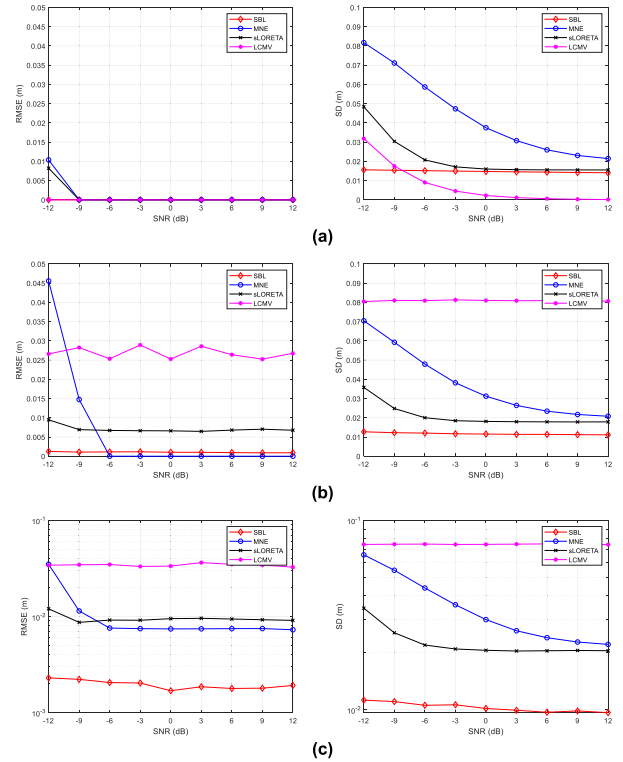 0.05
0.045
0.04
0.035
0.03
0.025
0.02
0.015
0.01
0.005
0
RMSE (m)
-12 -9 -6 -3 0 3 6 9 12
SNR (dB)
SBL
MNE
sLORETA
LCMV
0.1
0.09
0.08
0.07
0.06
0.05
0.04
0.03
0.02
0.01
0
SD (m)
-12 -9 -6 -3 0 3 6 9 12
SNR (dB)
SBL
MNE
sLORETA
LCMV
(a)
0.05
0.045
0.04
0.035
0.03
0.025
0.02
0.015
0.01
0.005
0
RMSE (m)
-12 -9 -6 -3 0 3 6 9 12
SNR (dB)
SBL
MNE
sLORETA
LCMV
0.1
0.09
0.08
0.07
0.06
0.05
0.04
0.03
0.02
0.01
0
SD (m)
-12 -9 -6 -3 0 3 6 9 12
SNR (dB)
SBL
MNE
sLORETA
LCMV
(b)
10-1
10-2
10-3
RMSE (m)
-12 -9 -6 -3 0 3 6 9 12
SNR (dB)
SBL
MNE
sLORETA
LCMV
10-1
10-2
SD (m)
-12 -9 -6 -3 0 3 6 9 12
SNR (dB)
SBL
MNE
sLORETA
LCMV
(c)